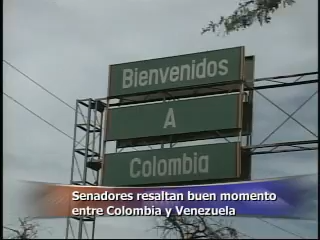 Bienvenidos
A
Colombia
Senadores resaltan buen momento
entre Colombia y Venezuela